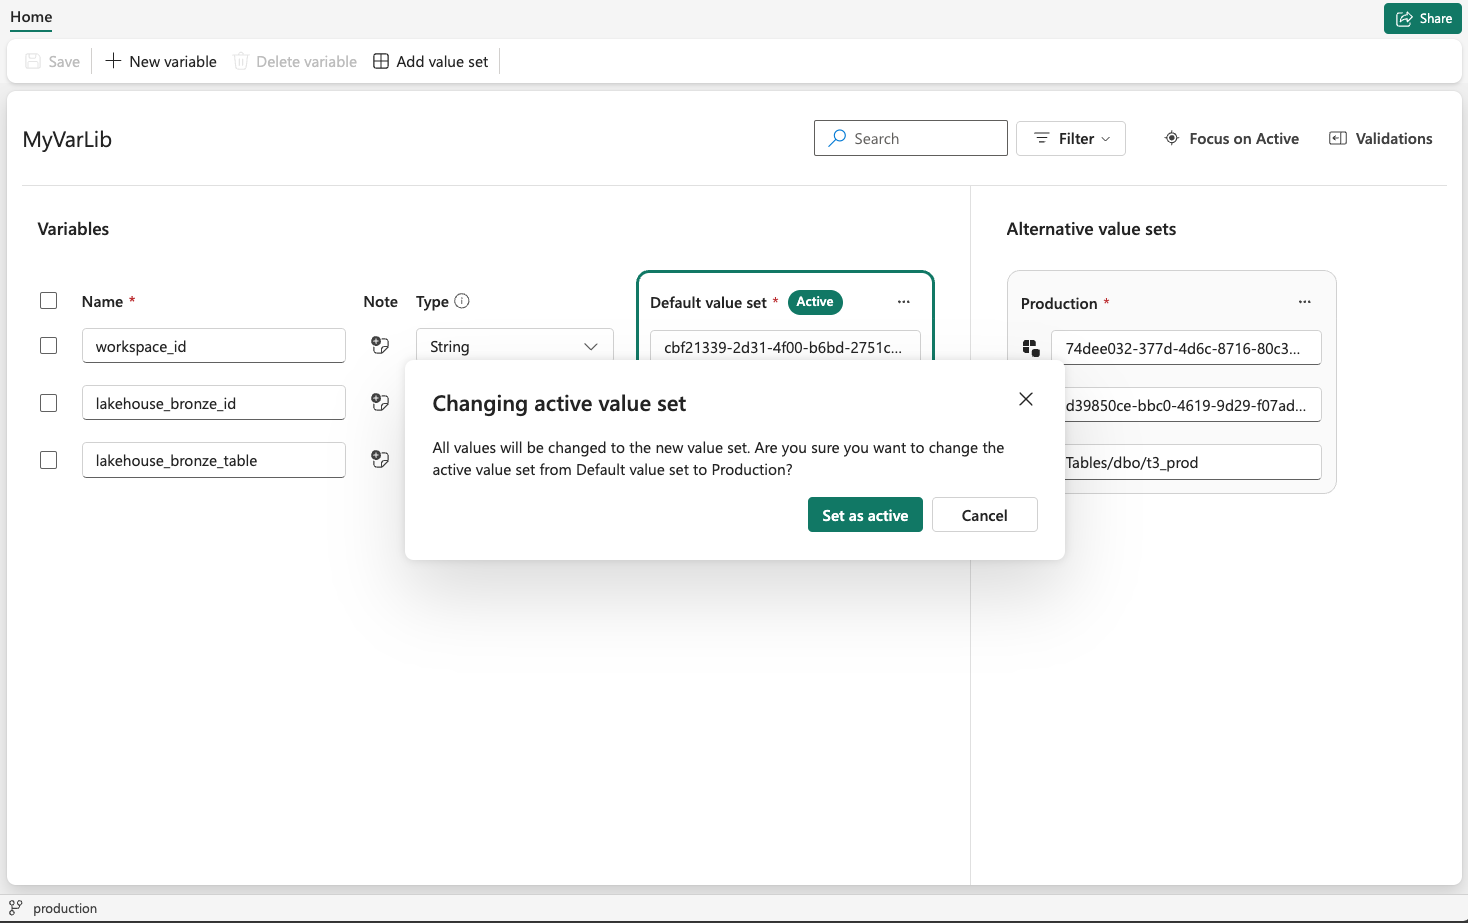 Home
Share
Save
New variable
Delete variable
Add value set
MyVarLib
Search
Filter
Focus on Active
Validations
Variables
Alternative value sets
Name *
Note
Type
Default value set * Active
...
Production *
...
workspace_id
String
cbf21339-2d31-4f00-b6bd-2751c...
74dee032-377d-4d6c-8716-80c3...
lakehouse_bronze_id
d39850ce-bbc0-4619-9d29-f07ad...
lakehouse_bronze_table
Tables/dbo/t3_prod
Changing active value set
All values will be changed to the new value set. Are you sure you want to change the
active value set from Default value set to Production?
Set as active
Cancel
production